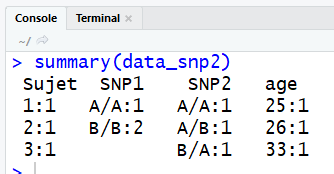 Console Terminal ×
~/
> summary(data_snp2)
Sujet SNP1 SNP2 age
1:1 A/A:1 A/A:1 25:1
2:1 B/B:2 A/B:1 26:1
3:1 B/A:1 33:1
>